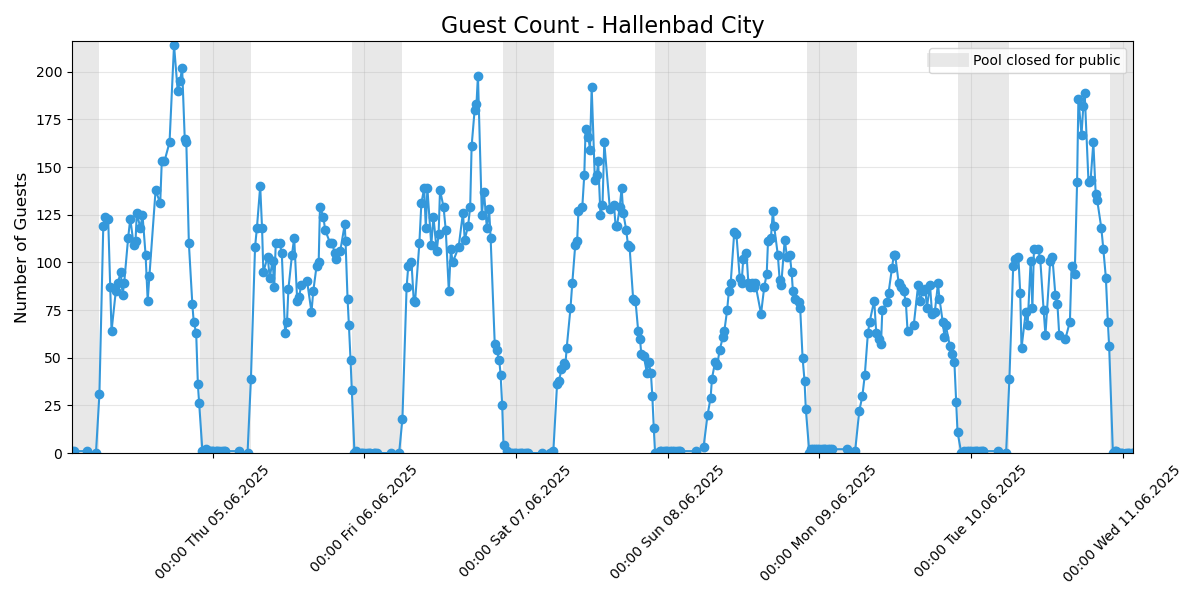 Guest Count - Hallenbad City
Pool closed for public
Number of Guests
200
175
150
125
100
75
50
25
0
00:00 Thu 05.06.2025
00:00 Fri 06.06.2025
00:00 Sat 07.06.2025
00:00 Sun 08.06.2025
00:00 Mon 09.06.2025
00:00 Tue 10.06.2025
00:00 Wed 11.06.2025